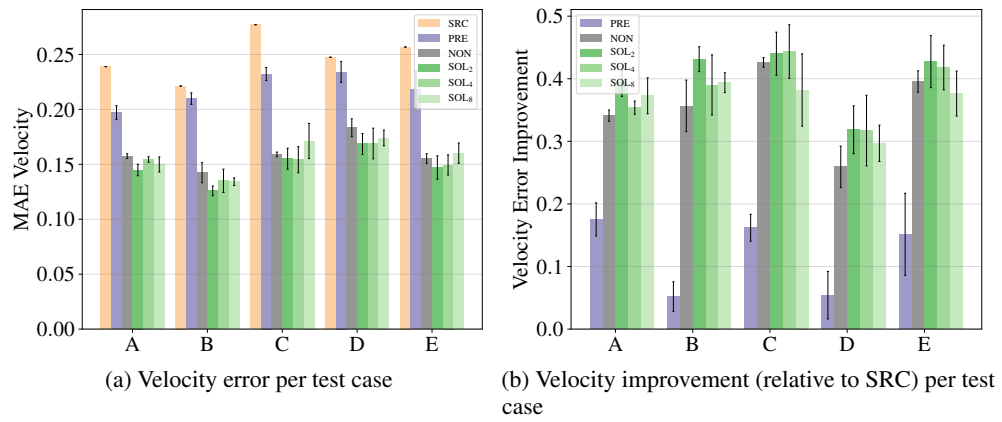 MAE Velocity
0.25
0.20
0.15
0.10
0.05
0.00
SRC
PRE
NON
SOL₂
SOL₄
SOL₈
A B C D E
(a) Velocity error per test case
Velocity Error Improvement
0.5
0.4
0.3
0.2
0.1
0.0
PRE
NON
SOL₂
SOL₄
SOL₈
A B C D E
(b) Velocity improvement (relative to SRC) per test
case